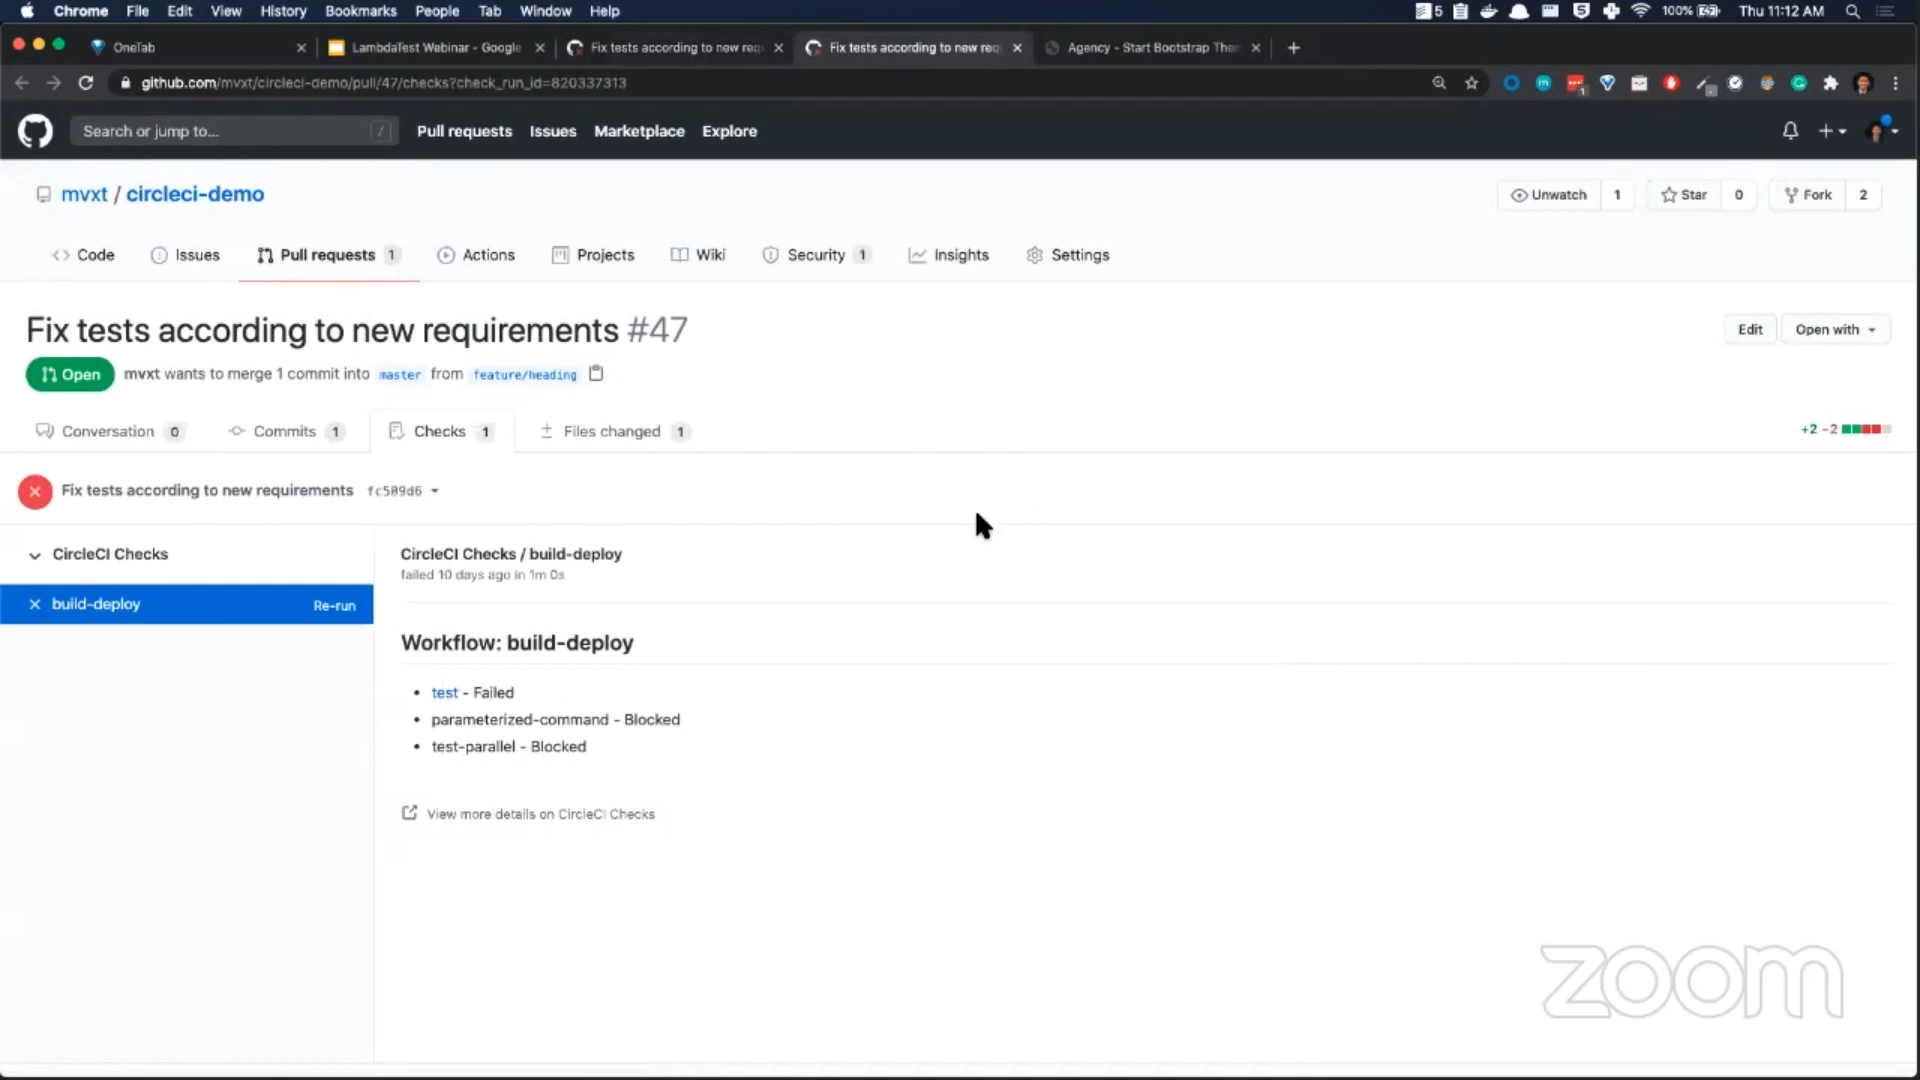 Chrome File Edit View History Bookmarks People Tab Window Help 5 100% Thu 11:12 AM
OneTab LambdaTest Webinar - Google Fix tests according to new req Fix tests according to new req Agency - Start Bootstrap Ther
github.com/mvxt/circleci-demo/pull/47/checks?check_run_id=820337313
Search or jump to... / Pull requests Issues Marketplace Explore
mvxt / circleci-demo Unwatch 1 Star 0 Fork 2
Code Issues Pull requests 1 Actions Projects Wiki Security 1 Insights Settings
Fix tests according to new requirements #47 Edit Open with
Open mvxt wants to merge 1 commit into master from feature/heading
Conversation 0 Commits 1 Checks 1 Files changed 1 +2 −2
Fix tests according to new requirements fc509d6
CircleCI Checks
build-deploy Re-run
CircleCI Checks / build-deploy
failed 10 days ago in 1m 0s
Workflow: build-deploy
• test - Failed
• parameterized-command - Blocked
• test-parallel - Blocked
View more details on CircleCI Checks
zoom